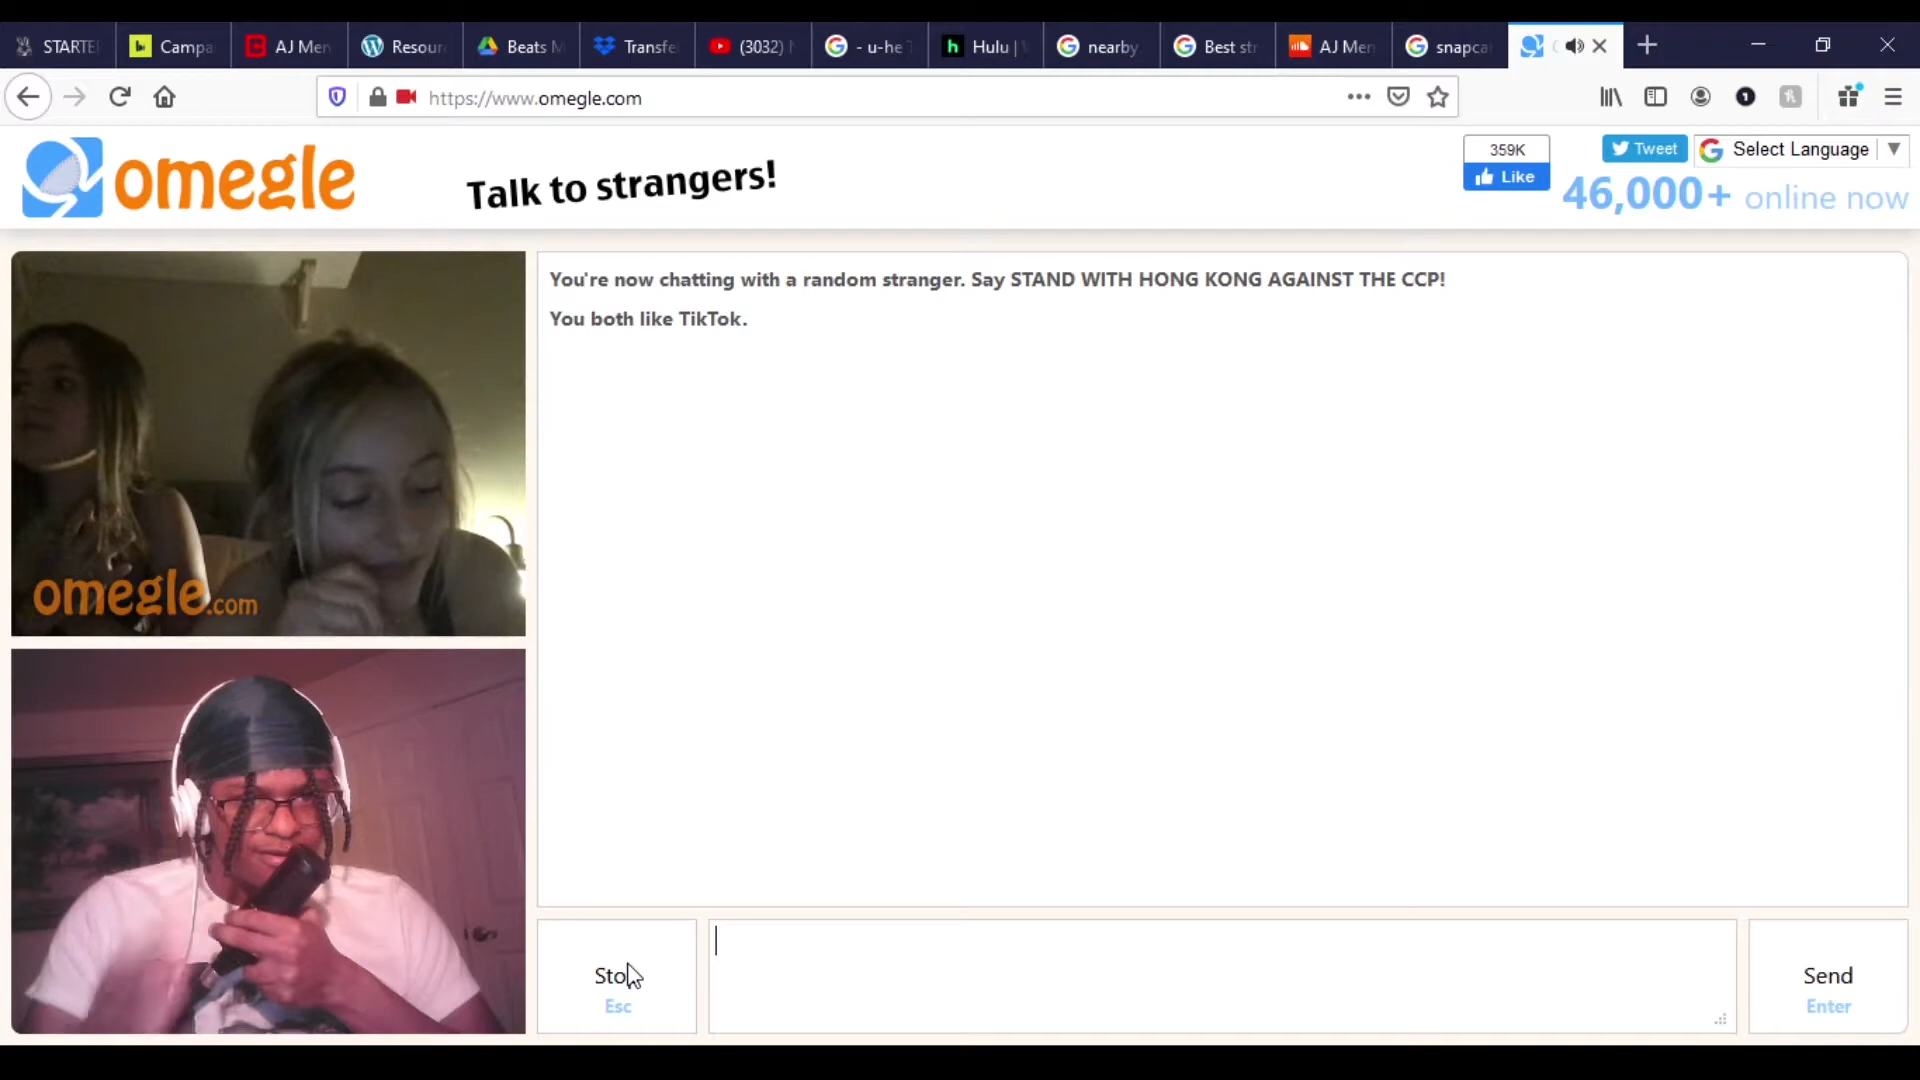 STARTE Campa AJ Men Resour Beats M Transfe (3032) - u-he Hulu | nearby Best str AJ Men snapca
https://www.omegle.com
omegle Talk to strangers! 359K Like Tweet Select Language
46,000+ online now
You're now chatting with a random stranger. Say STAND WITH HONG KONG AGAINST THE CCP!
You both like TikTok.
omegle.com
Stop
Esc
Send
Enter